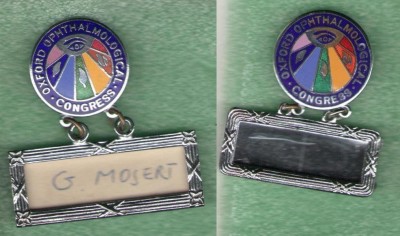 OXFORD OPHTHALMOLOGICAL
· CONGRESS ·
G. MOSERT
OXFORD OPHTHALMOLOGICAL
· CONGRESS ·